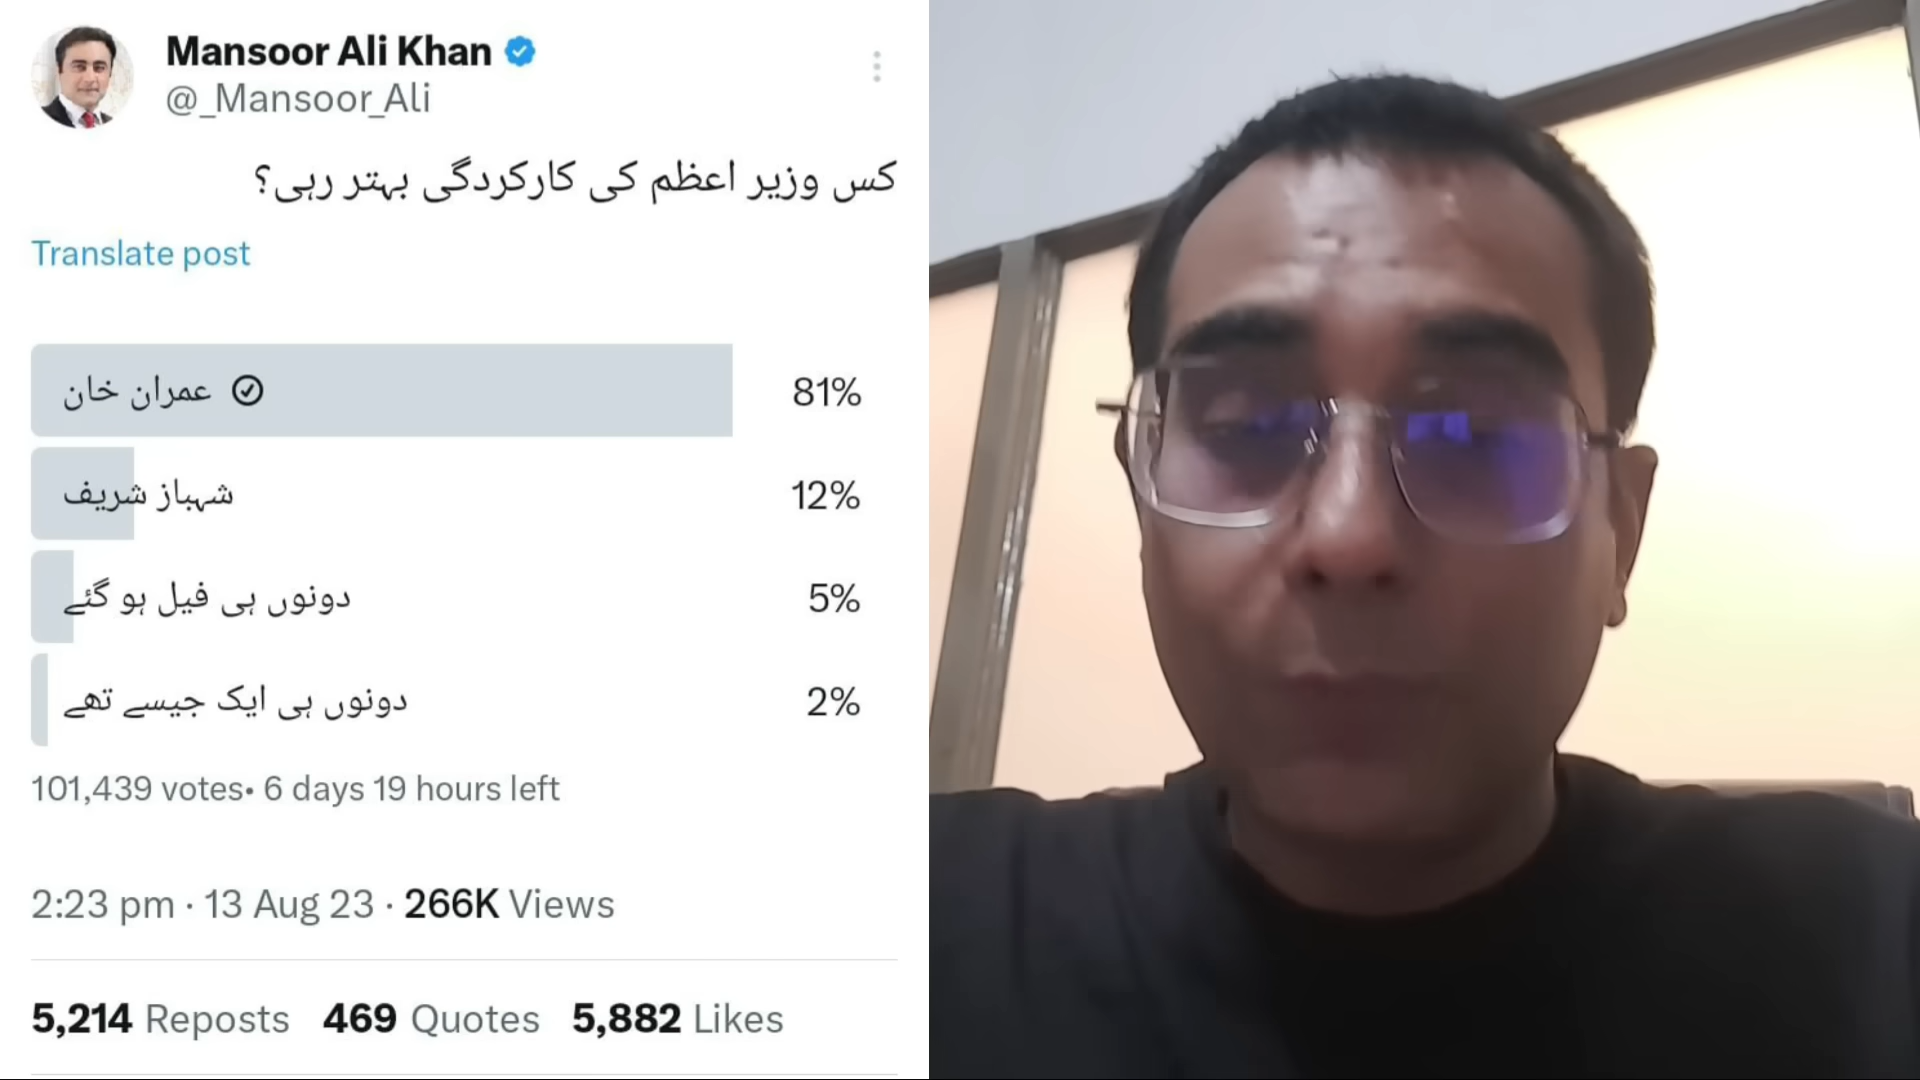 Mansoor Ali Khan
@_Mansoor_Ali
کس وزیر اعظم کی کارکردگی بہتر رہی؟
Translate post
عمران خان 81%
شہباز شریف 12%
دونوں ہی فیل ہو گئے 5%
دونوں ہی ایک جیسے تھے 2%
101,439 votes• 6 days 19 hours left
2:23 pm · 13 Aug 23 · 266K Views
5,214 Reposts 469 Quotes 5,882 Likes